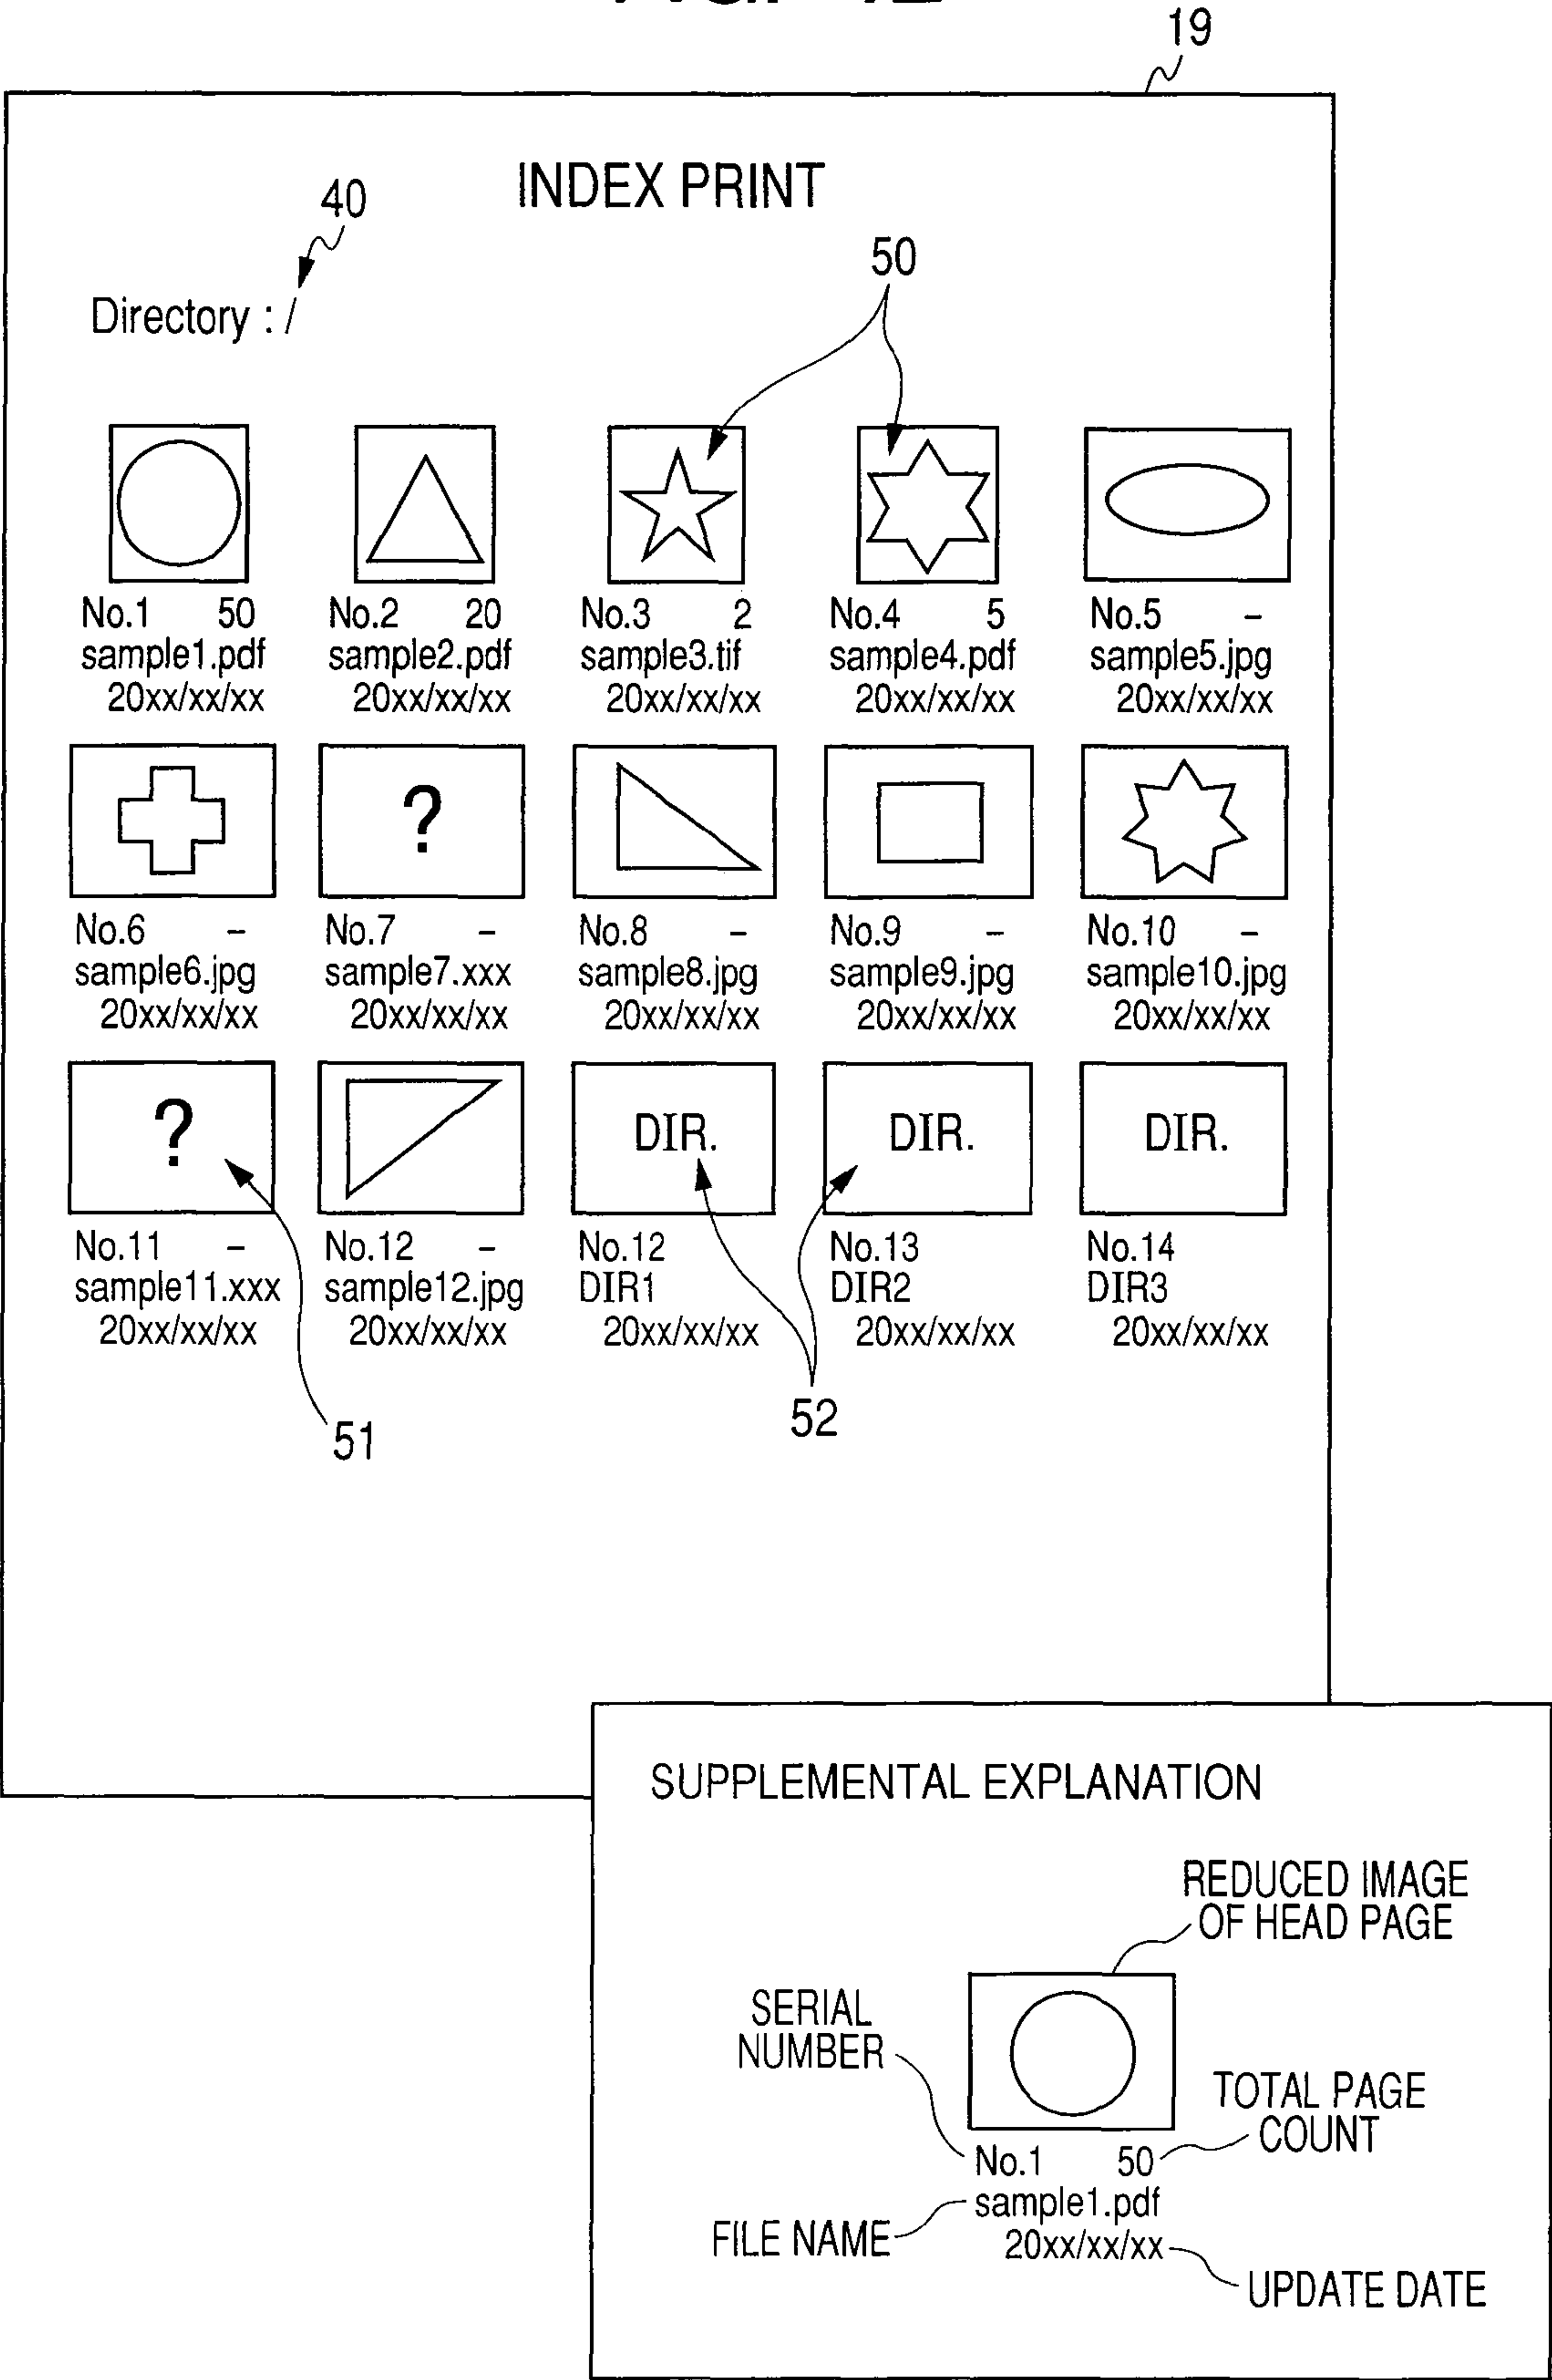 19
INDEX PRINT
40
50
Directory : /
No.1 50
sample1.pdf
20xx/xx/xx
No.2 20
sample2.pdf
20xx/xx/xx
No.3 2
sample3.tif
20xx/xx/xx
No.4 5
sample4.pdf
20xx/xx/xx
No.5 –
sample5.jpg
20xx/xx/xx
?
No.6 –
sample6.jpg
20xx/xx/xx
No.7 –
sample7.xxx
20xx/xx/xx
No.8 –
sample8.jpg
20xx/xx/xx
No.9 –
sample9.jpg
20xx/xx/xx
No.10 –
sample10.jpg
20xx/xx/xx
?
DIR.
DIR.
DIR.
No.11 –
sample11.xxx
20xx/xx/xx
No.12 –
sample12.jpg
20xx/xx/xx
No.12
DIR1
20xx/xx/xx
No.13
DIR2
20xx/xx/xx
No.14
DIR3
20xx/xx/xx
51
52
SUPPLEMENTAL EXPLANATION
REDUCED IMAGE
OF HEAD PAGE
SERIAL
NUMBER
TOTAL PAGE
COUNT
No.1 50
sample1.pdf
FILE NAME
20xx/xx/xx
UPDATE DATE